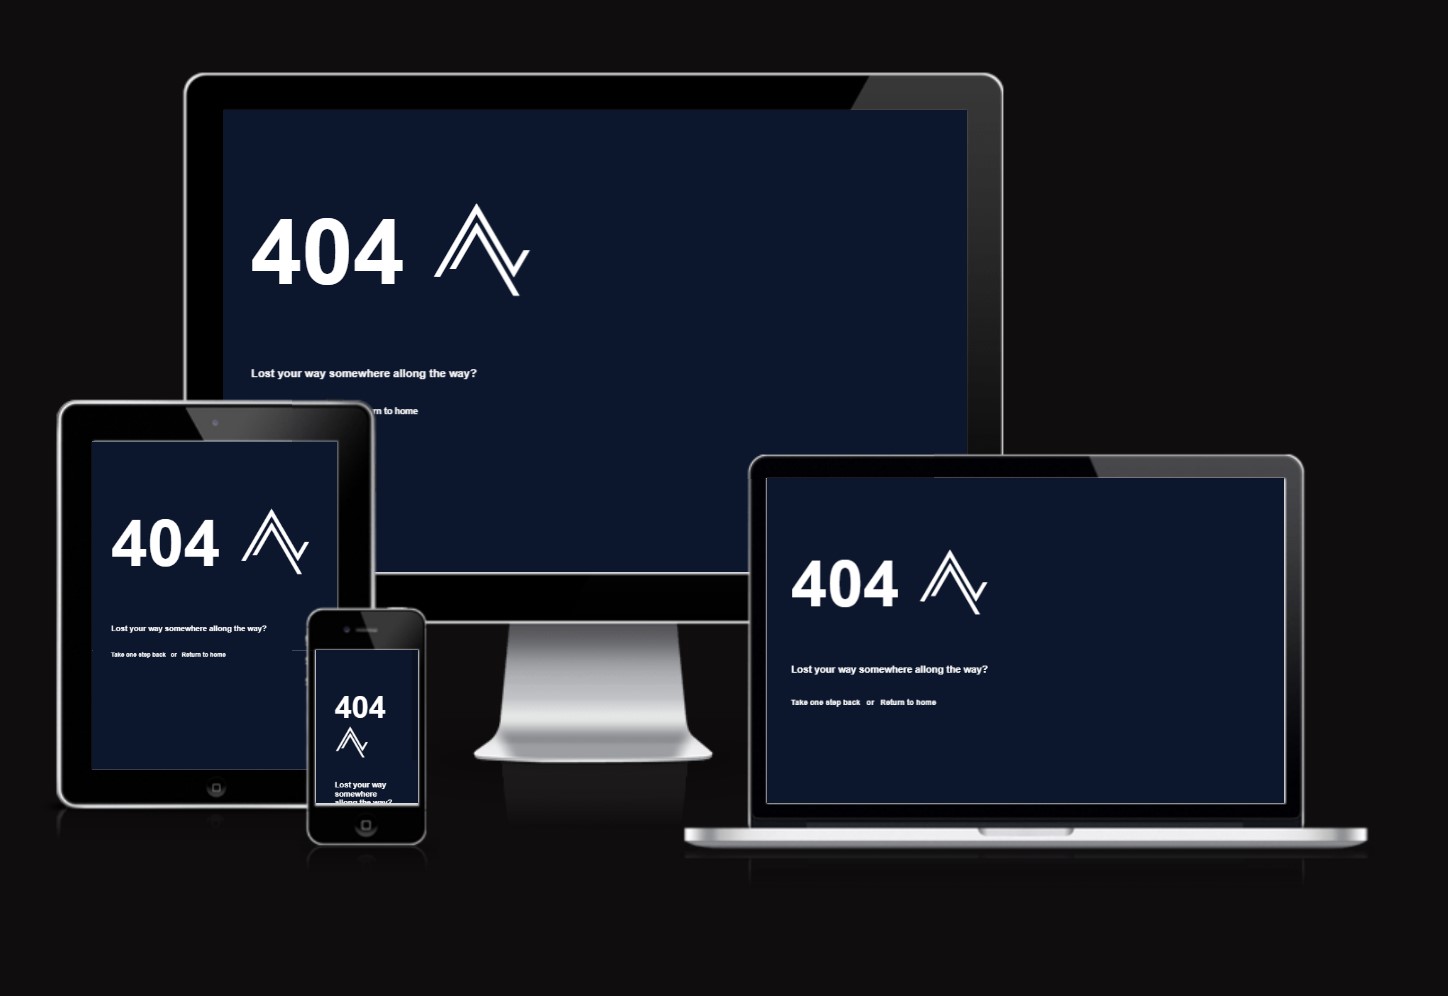 404
Lost your way somewhere allong the way?
rn to home
404
Lost your way somewhere allong the way?
Take one step back or Return to home
404
Lost your way
somewhere
allong the way?
404
Lost your way somewhere allong the way?
Take one step back or Return to home